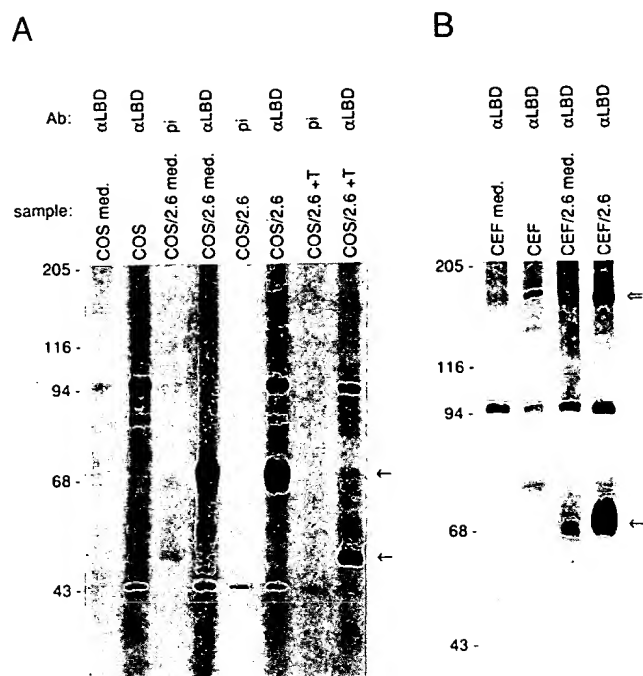 A
Ab: αLBD αLBD pi αLBD pi αLBD pi αLBD
sample: COS med. COS COS/2.6 med. COS/2.6 med. COS/2.6 COS/2.6 COS/2.6 +T COS/2.6 +T
205 -
116 -
94 -
68 -
43 -
←
←
B
αLBD αLBD αLBD αLBD
CEF med. CEF CEF/2.6 med. CEF/2.6
205 -
116 -
94 -
68 -
43 -
⇐
←